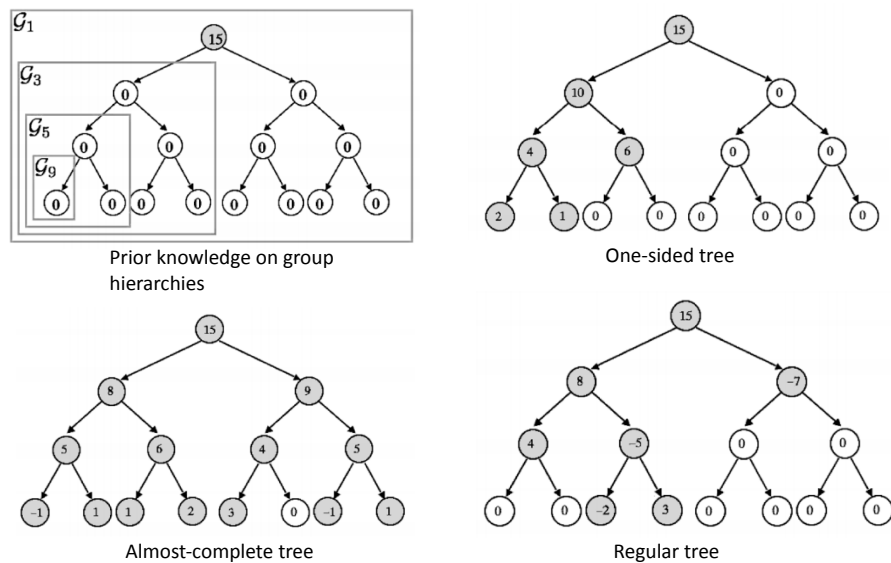 𝒢1
15
𝒢3
0 0
𝒢5
0 0 0 0
𝒢9
0 0 0 0 0 0 0 0
Prior knowledge on group
hierarchies
15
10 0
4 6 0 0
2 1 0 0 0 0 0 0
One-sided tree
15
8 9
5 6 4 5
–1 1 1 2 3 0 –1 1
Almost-complete tree
15
8 –7
4 –5 0 0
0 0 –2 3 0 0 0 0
Regular tree